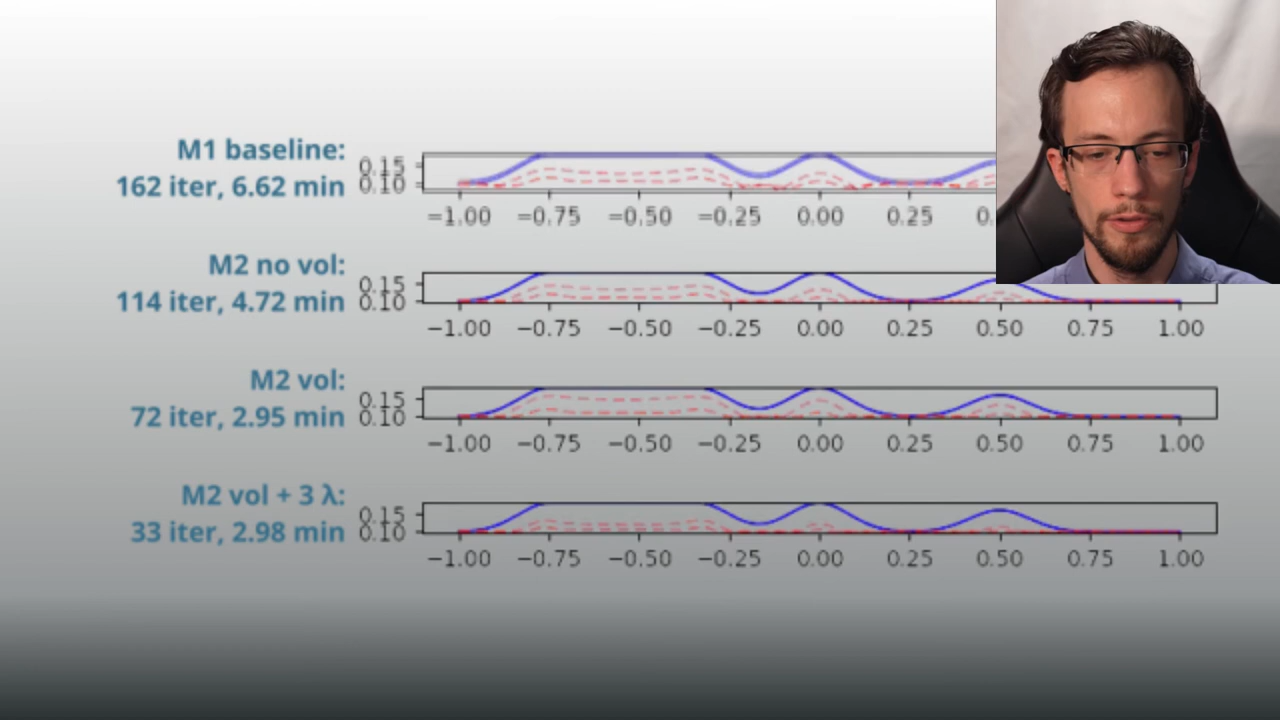 M1 baseline:
162 iter, 6.62 min
0.15
0.10
−1.00 −0.75 −0.50 −0.25 0.00 0.25
M2 no vol:
114 iter, 4.72 min
0.15
0.10
−1.00 −0.75 −0.50 −0.25 0.00 0.25 0.50 0.75 1.00
M2 vol:
72 iter, 2.95 min
0.15
0.10
−1.00 −0.75 −0.50 −0.25 0.00 0.25 0.50 0.75 1.00
M2 vol + 3 λ:
33 iter, 2.98 min
0.15
0.10
−1.00 −0.75 −0.50 −0.25 0.00 0.25 0.50 0.75 1.00